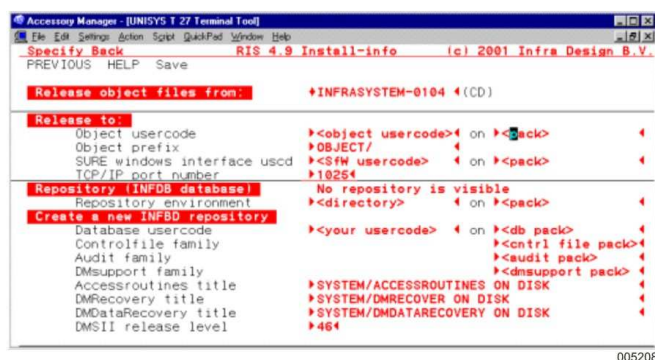 Accessory Manager - [UNISYS T 27 Terminal Tool]
File Edit Settings Action Script QuickPad Window Help
Specify Back RIS 4.9 Install-info (c) 2001 Infra Design B.V.
PREVIOUS HELP Save
Release object files from: INFRASYSTEM-0104 (CD)
Release to:
Object usercode <object usercode> on <pack>
Object prefix OBJECT/
SURE windows interface uscd <SfW usercode> on <pack>
TCP/IP port number 1025
Repository (INFDB database) No repository is visible
Repository environment <directory> on <pack>
Create a new INFBD repository
Database usercode <your usercode> on <db pack>
Controlfile family <cntrl file pack>
Audit family <audit pack>
DMsupport family <dmsupport pack>
Accessroutines title SYSTEM/ACCESSROUTINES ON DISK
DMRecovery title SYSTEM/DMRECOVER ON DISK
DMDataRecovery title SYSTEM/DMDATARECOVERY ON DISK
DMSII release level 46
005208